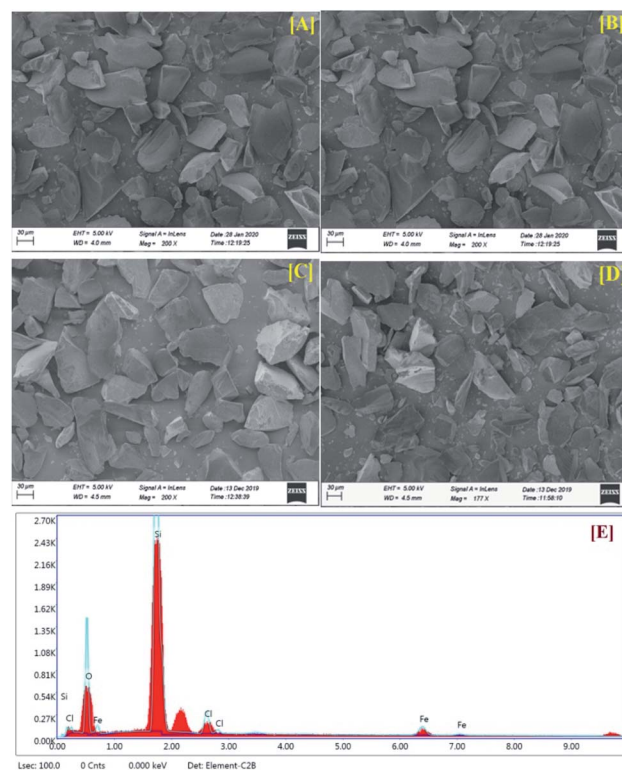 [A]
[B]
30 µm
EHT = 5.00 kV
Signal A = InLens
Date :28 Jan 2020
WD = 4.0 mm
Mag = 200 X
Time :12:19:25
ZEISS
30 µm
EHT = 5.00 kV
Signal A = InLens
Date :28 Jan 2020
WD = 4.0 mm
Mag = 200 X
Time :12:19:25
ZEISS
[C]
[D]
30 µm
EHT = 5.00 kV
Signal A = InLens
Date :13 Dec 2019
WD = 4.5 mm
Mag = 200 X
Time :12:38:39
ZEISS
30 µm
EHT = 5.00 kV
Signal A = InLens
Date :13 Dec 2019
WD = 4.5 mm
Mag = 177 X
Time :11:58:10
ZEISS
[E]
2.70K
2.43K
2.16K
1.89K
1.62K
1.35K
1.08K
0.81K
0.54K
0.27K
0.00K
Si
O
Si
Cl
Fe
Cl
Cl
Fe
Fe
0.00 1.00 2.00 3.00 4.00 5.00 6.00 7.00 8.00 9.00
Lsec: 100.0 0 Cnts 0.000 keV Det: Element-C2B